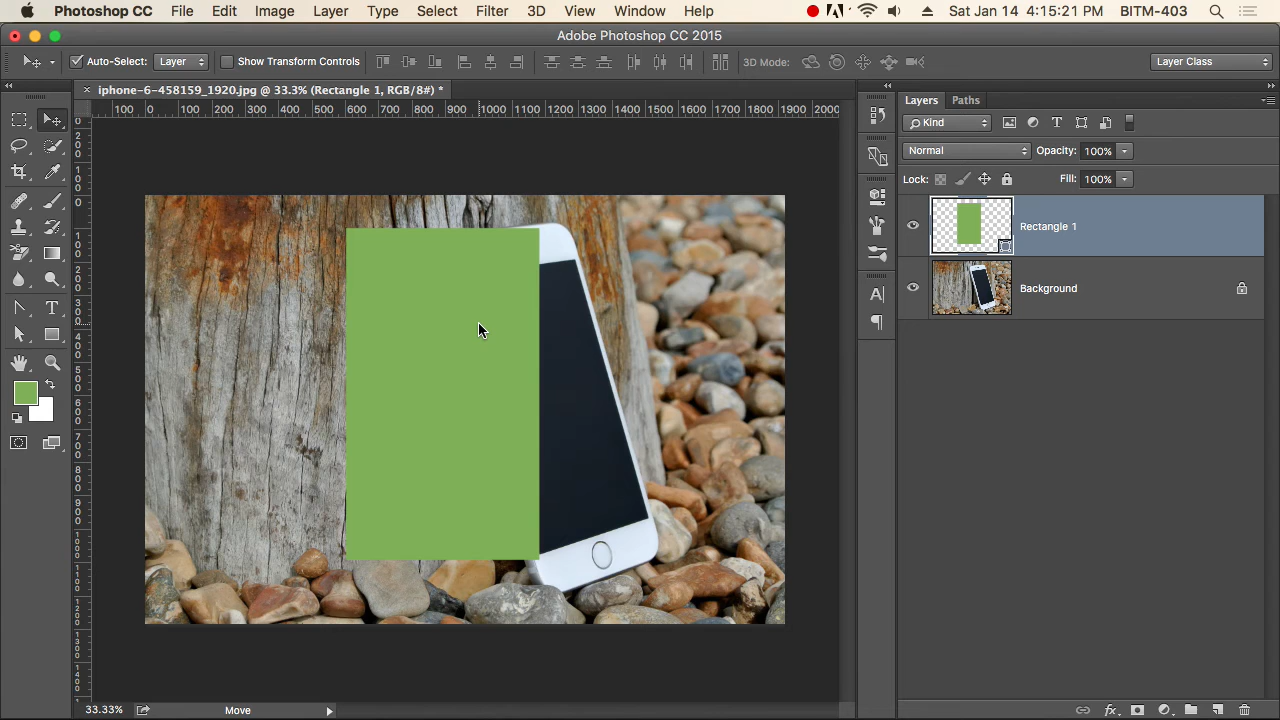 Photoshop CC File Edit Image Layer Type Select Filter 3D View Window Help Sat Jan 14 4:15:21 PM BITM-403
Adobe Photoshop CC 2015
Auto-Select: Layer Show Transform Controls 3D Mode: Layer Class
iphone-6-458159_1920.jpg @ 33.3% (Rectangle 1, RGB/8#) *
Layers Paths
100 0 100 200 300 400 500 600 700 800 900 1000 1100 1200 1300 1400 1500 1600 1700 1800 1900 2000
Kind
Normal Opacity: 100%
Lock: Fill: 100%
Rectangle 1
Background
33.33% Move